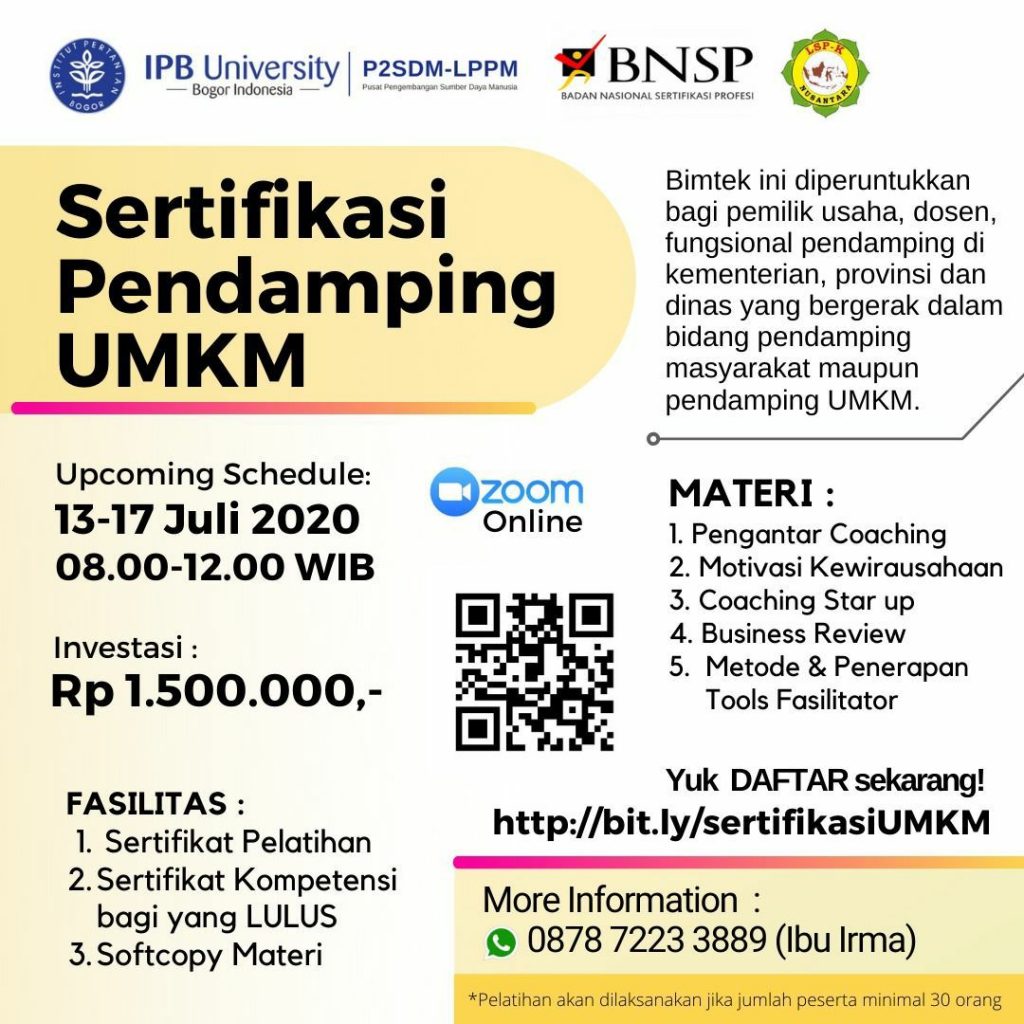 INSTITUT PERTANIAN
BOGOR
IPB University
Bogor Indonesia
P2SDM-LPPM
Pusat Pengembangan Sumber Daya Manusia
BNSP
BADAN NASIONAL SERTIFIKASI PROFESI
LSP-K
NUSANTARA
Sertifikasi
Pendamping
UMKM
Bimtek ini diperuntukkan
bagi pemilik usaha, dosen,
fungsional pendamping di
kementerian, provinsi dan
dinas yang bergerak dalam
bidang pendamping
masyarakat maupun
pendamping UMKM.
Upcoming Schedule:
13-17 Juli 2020
08.00-12.00 WIB
zoom
Online
Investasi :
Rp 1.500.000,-
MATERI :
1. Pengantar Coaching
2. Motivasi Kewirausahaan
3. Coaching Star up
4. Business Review
5. Metode & Penerapan
Tools Fasilitator
FASILITAS :
1. Sertifikat Pelatihan
2. Sertifikat Kompetensi
bagi yang LULUS
3. Softcopy Materi
Yuk DAFTAR sekarang!
http://bit.ly/sertifikasiUMKM
More Information :
0878 7223 3889 (Ibu Irma)
*Pelatihan akan dilaksanakan jika jumlah peserta minimal 30 orang